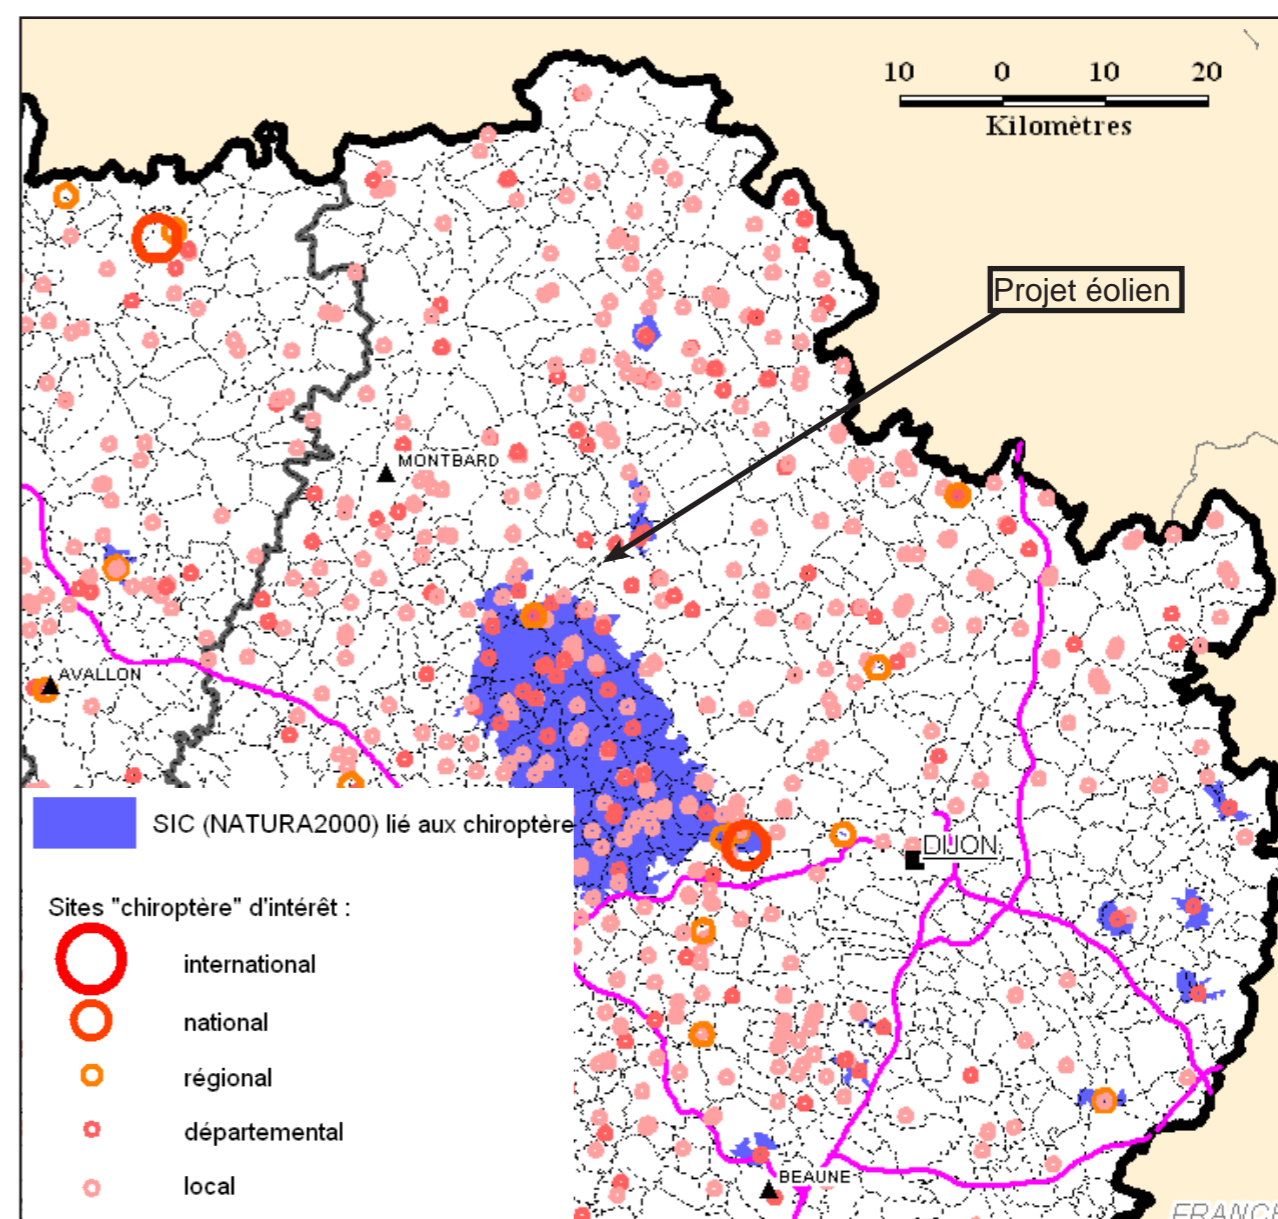 10 0 10 20
Kilomètres
Projet éolien
MONTBARD
AVALLON
DIJON
BEAUNE
SIC (NATURA2000) lié aux chiroptère
Sites "chiroptère" d'intérêt :
international
national
régional
départemental
local
FRANCE